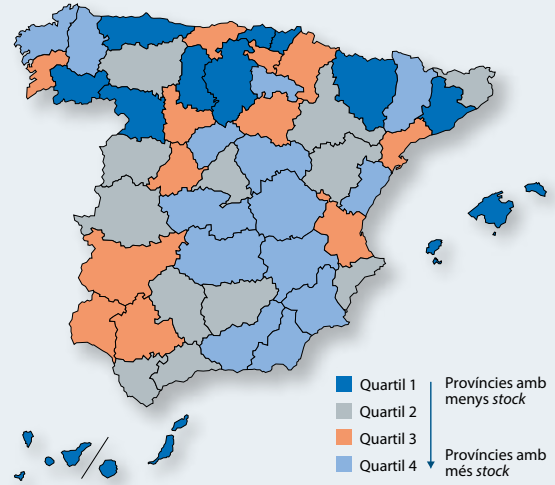 Quartil 1
Quartil 2
Quartil 3
Quartil 4
Províncies amb
menys stock
Províncies amb
més stock